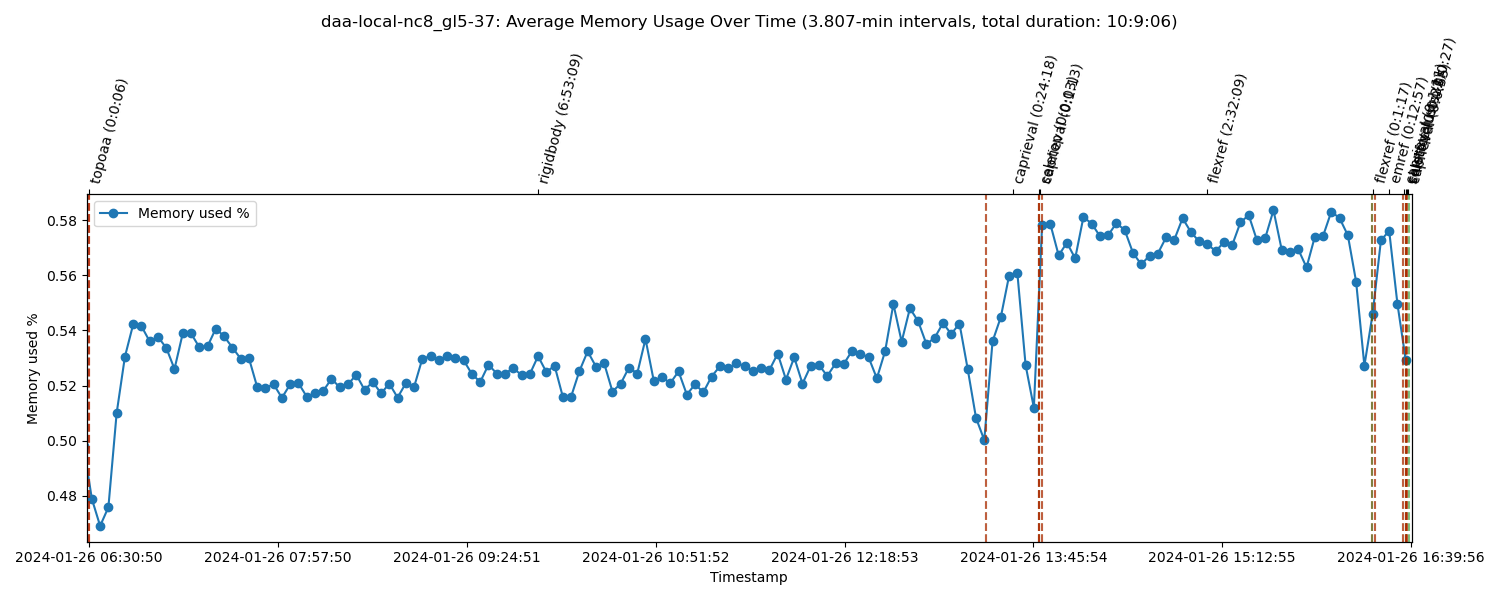 daa-local-nc8_gl5-37: Average Memory Usage Over Time (3.807-min intervals, total duration: 10:9:06)
topoaa (0:0:06)
rigidbody (6:53:09)
caprieval (0:24:18)
flexref (2:32:09)
flexref (0:1:17)
emref (0:12:57)
Memory used %
0.58
0.56
0.54
0.52
0.50
0.48
Memory used %
2024-01-26 06:30:50
2024-01-26 07:57:50
2024-01-26 09:24:51
2024-01-26 10:51:52
2024-01-26 12:18:53
2024-01-26 13:45:54
2024-01-26 15:12:55
2024-01-26 16:39:56
Timestamp